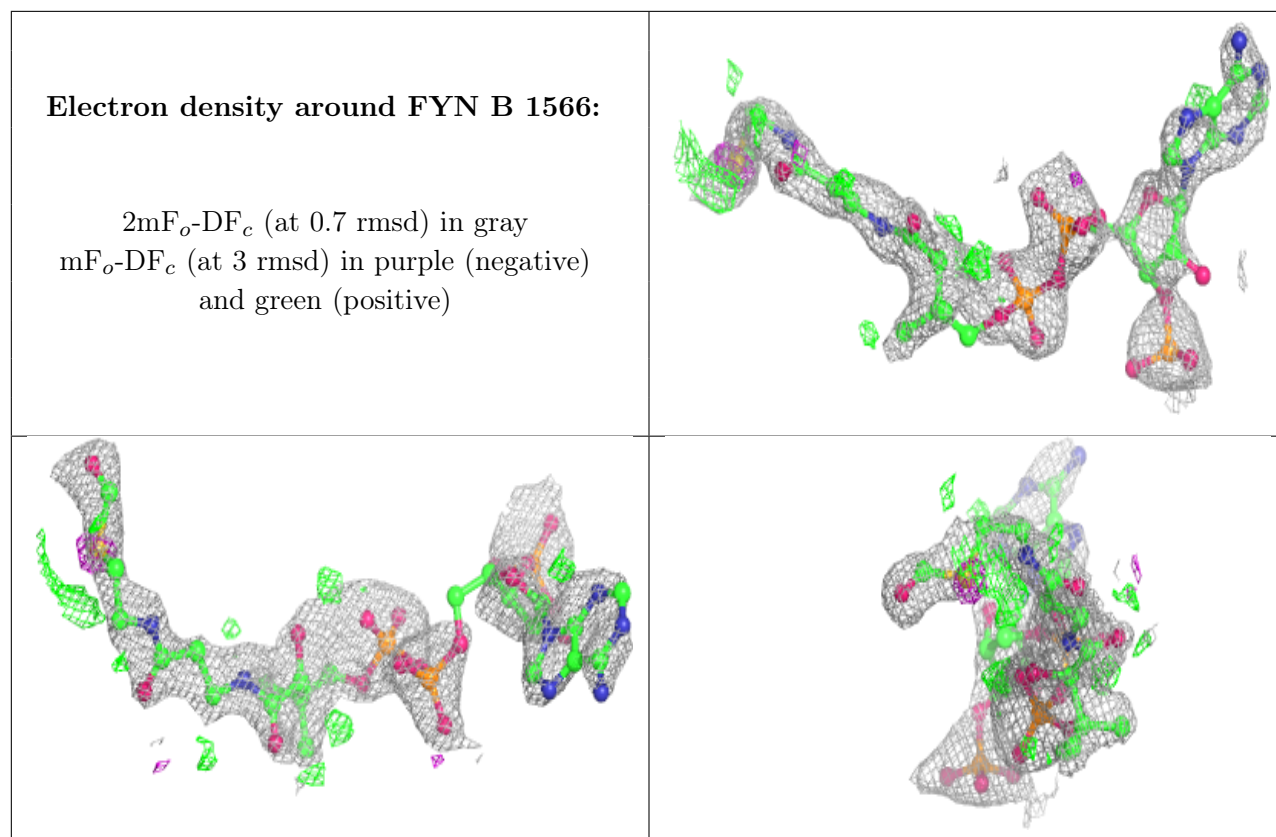 Electron density around FYN B 1566:
2mFₒ-DF𝒸 (at 0.7 rmsd) in gray
mFₒ-DF𝒸 (at 3 rmsd) in purple (negative)
and green (positive)